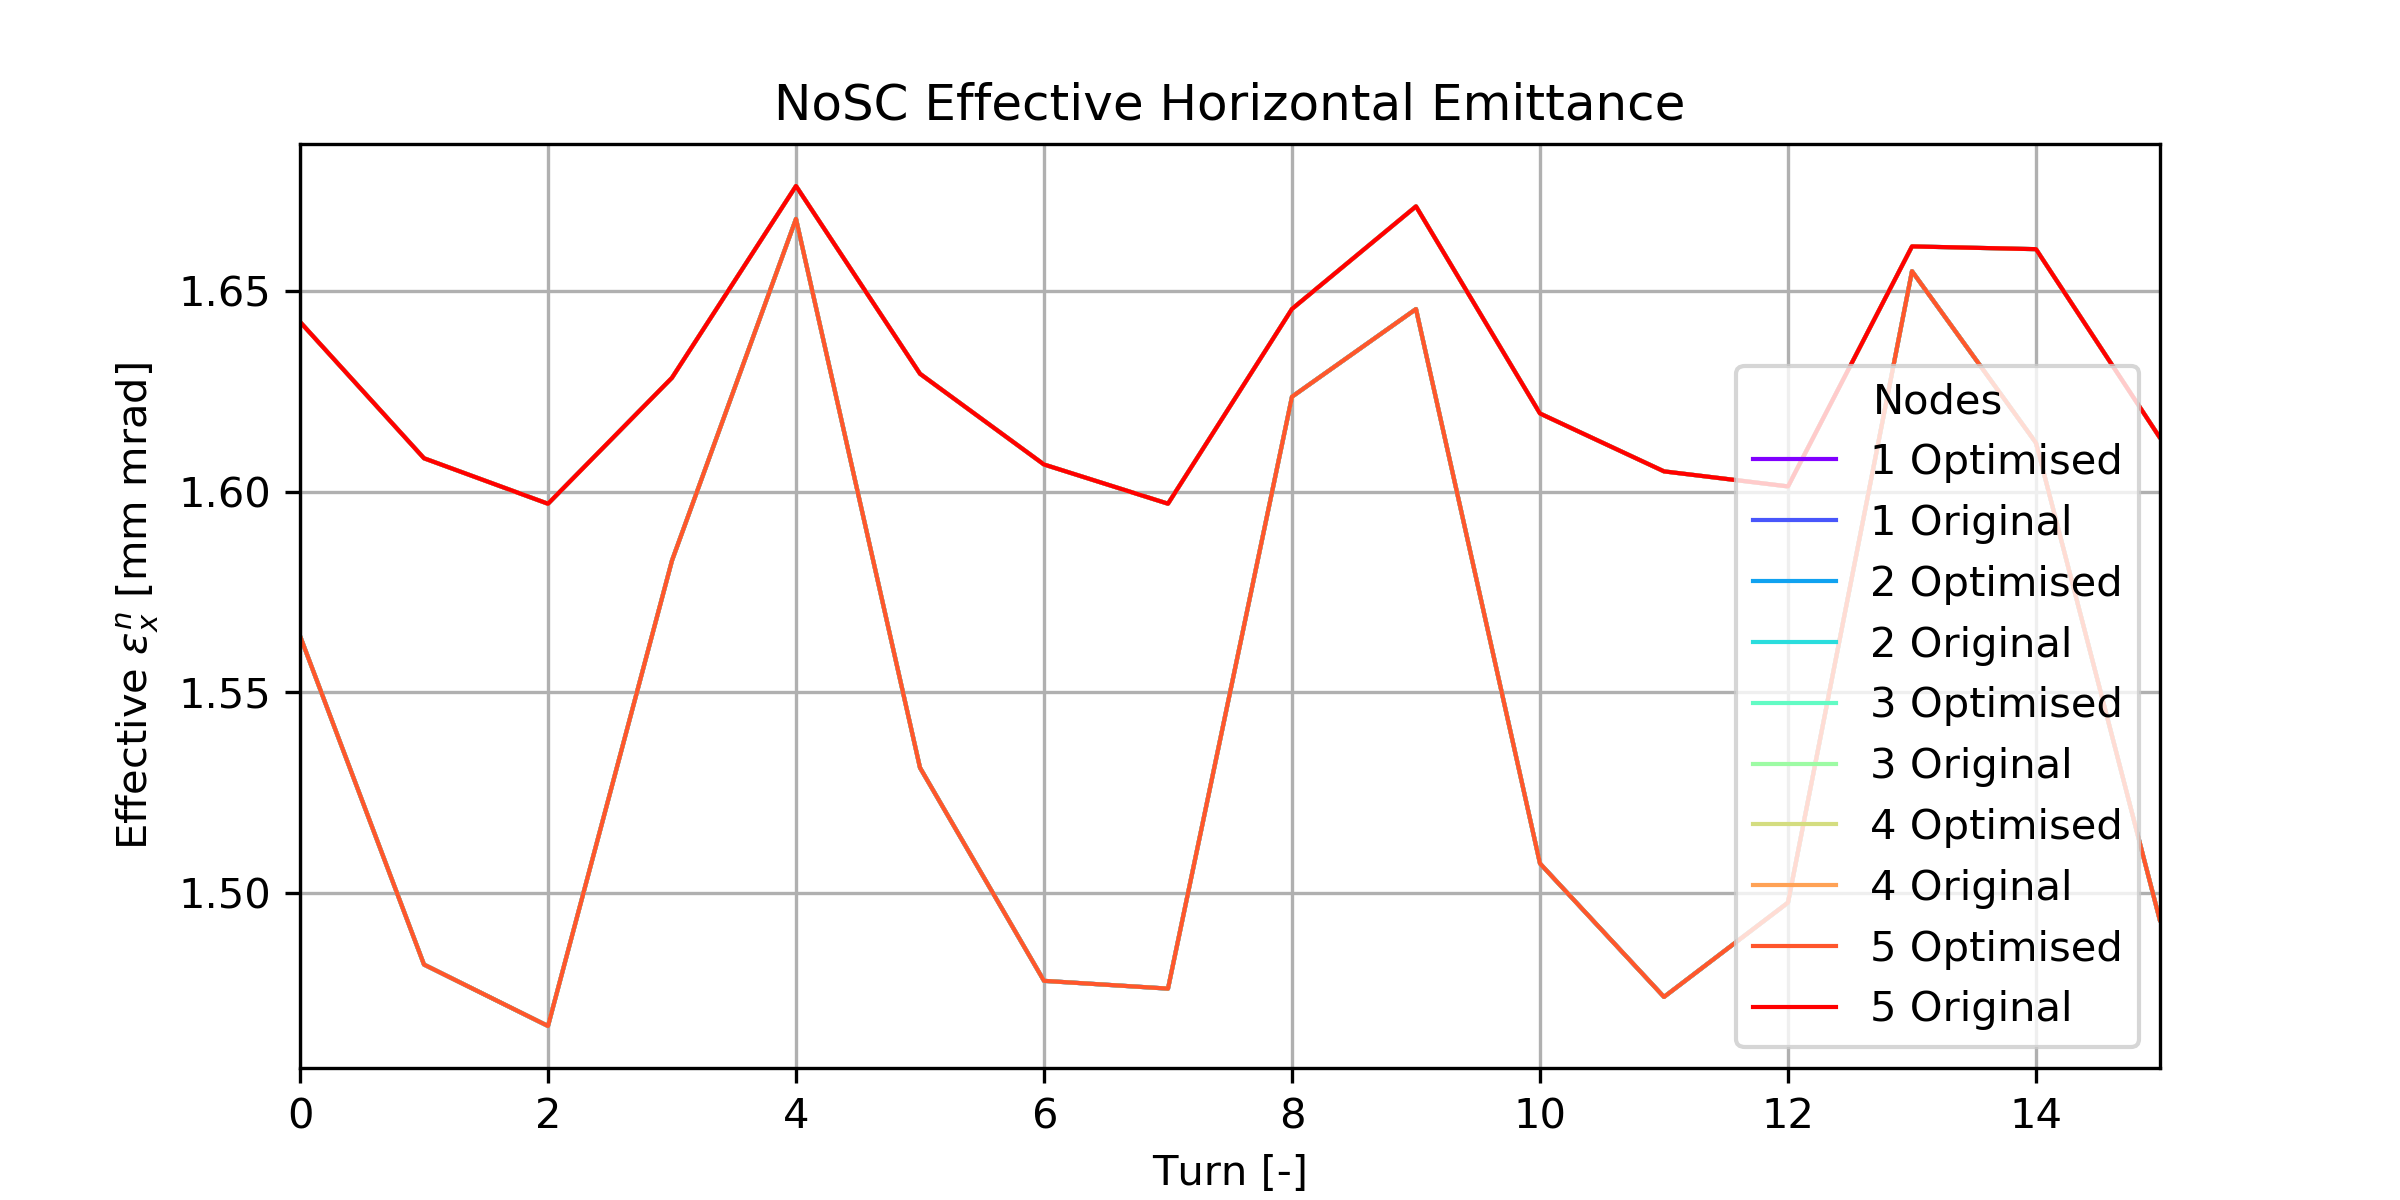 NoSC Effective Horizontal Emittance
Effective εₓⁿ [mm mrad]
1.65
1.60
1.55
1.50
Nodes
1 Optimised
1 Original
2 Optimised
2 Original
3 Optimised
3 Original
4 Optimised
4 Original
5 Optimised
5 Original
0 2 4 6 8 10 12 14
Turn [-]